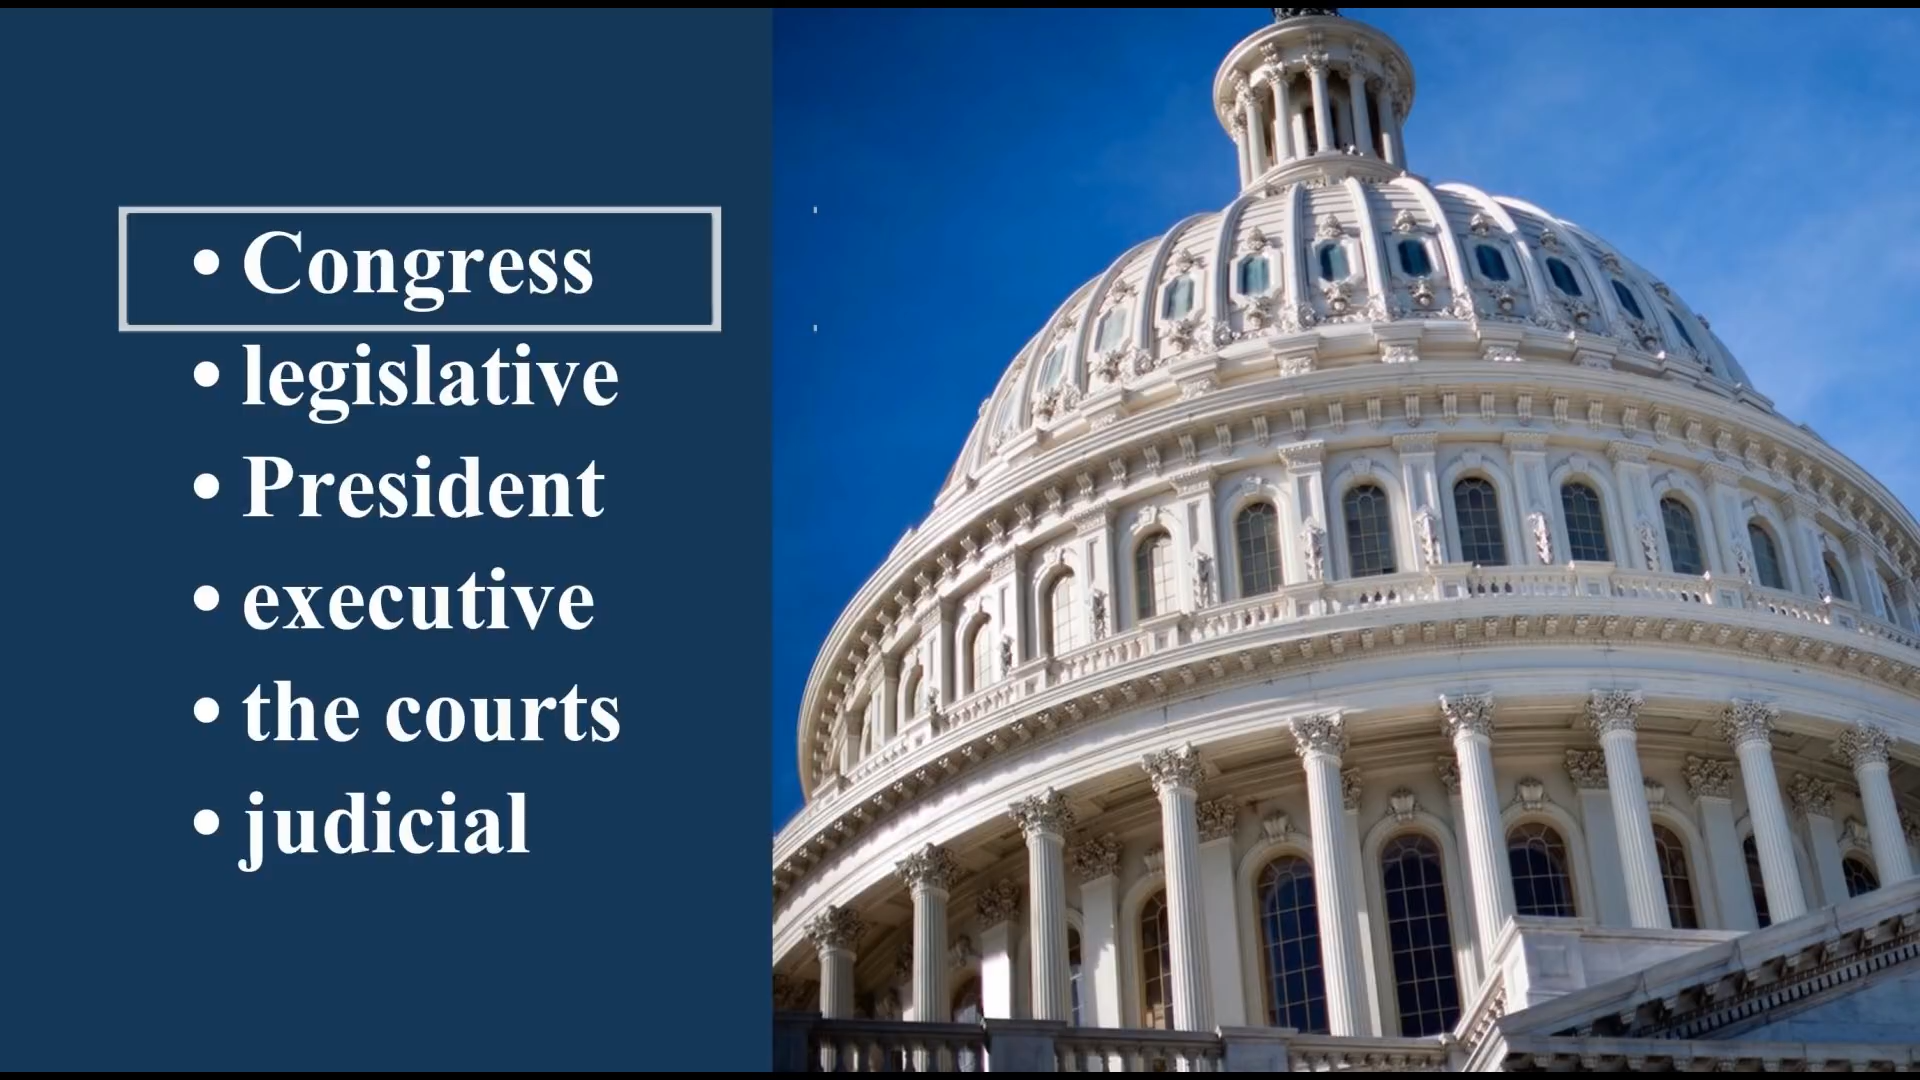 • Congress
• legislative
• President
• executive
• the courts
• judicial